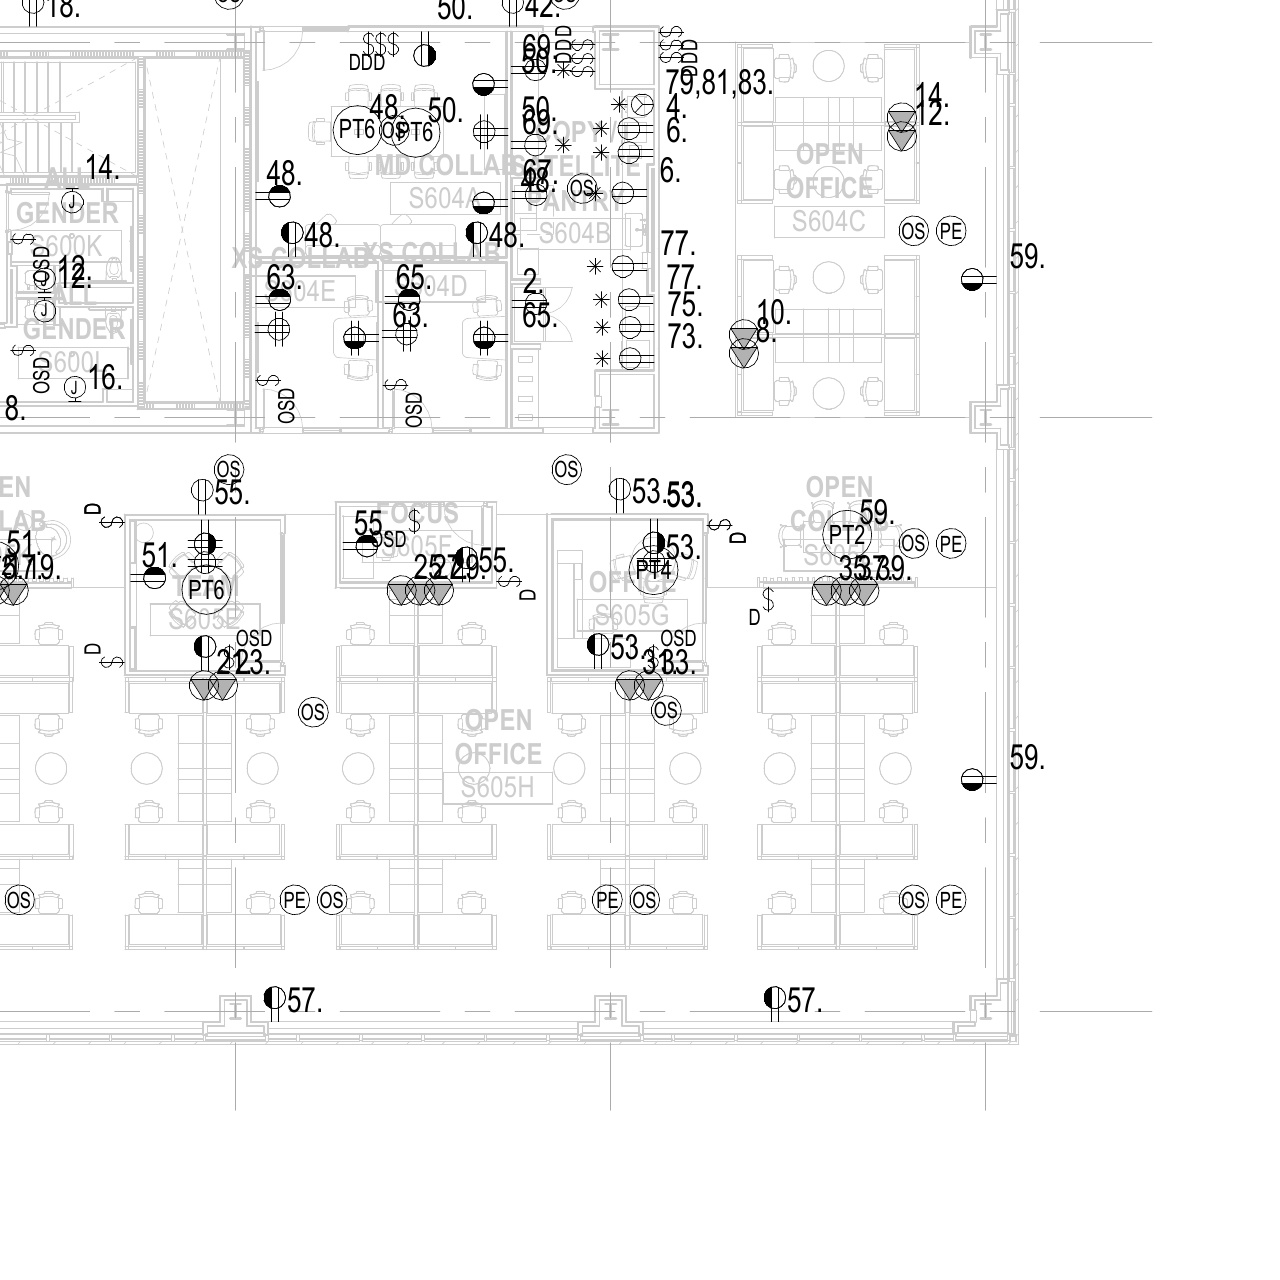 18.
50.
42.
DDD
DDD
DDD
69.
50.
79,81,83.
14.
12.
48.
50.
PT6
OS
PT6
50.
39.
69.
4.
6.
6.
COPY/
SATELLITE
PANTRY
S604B
OPEN
OFFICE
S604C
14.
J
ALL
GENDER
S600K
48.
MD COLLAB
S604A
67.
48.
OS
OS
PE
59.
OSD
12.
12.
J
J
48.
48.
77.
77.
75.
73.
XS COLLAB
S604E
XS COLLAB
S604D
63.
65.
63.
2.
65.
10.
8.
ALL
GENDER
S600L
OSD
16.
J
8.
OSD
OSD
OS
OS
55.
53.
53.
EN
LAB
D
FOCUS
S605F
55.
OSD
OPEN
COLLAB
59.
PT2
OS
PE
51.
51.
19.
PT6
S605E
55.
25.
27.
29.
D
53.
PT4
OFFICE
S605G
D
35.
37.
39.
D
D
OSD
21.
23.
53.
OSD
31.
33.
OS
OS
OPEN
OFFICE
S605H
59.
OS
PE
OS
PE
OS
OS
PE
57.
57.